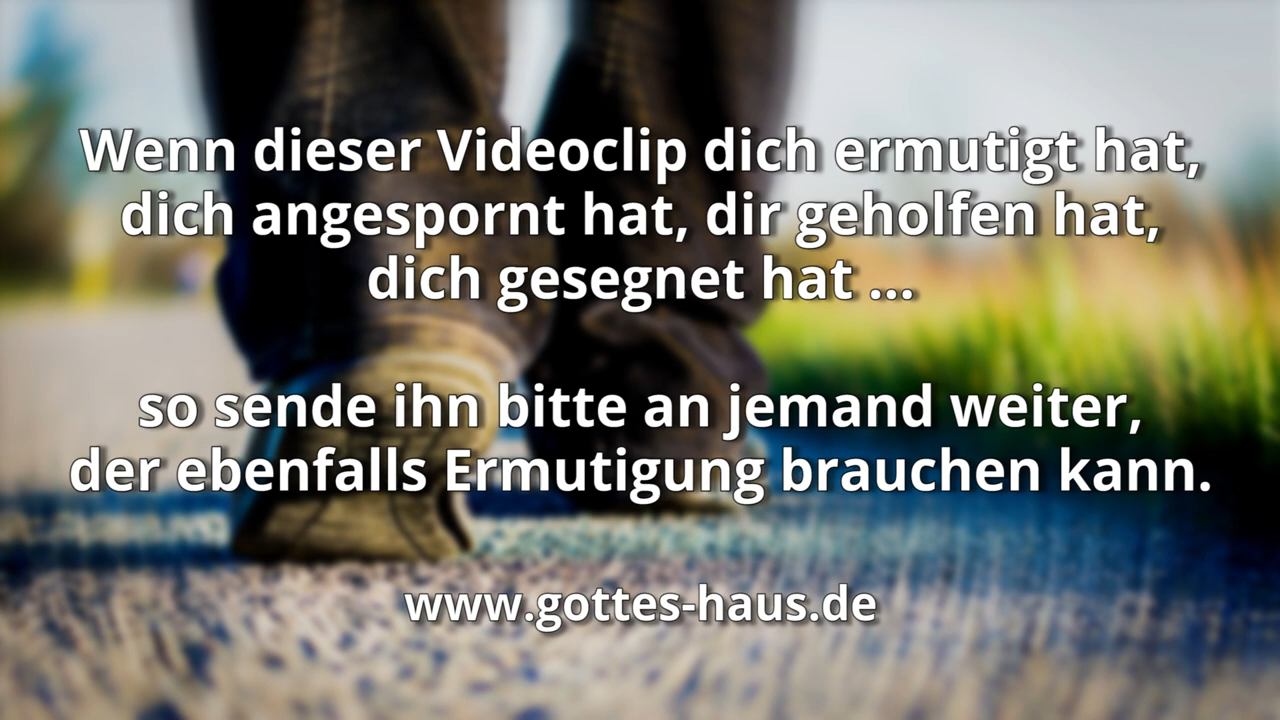 Wenn dieser Videoclip dich ermutigt hat,
dich angespornt hat, dir geholfen hat,
dich gesegnet hat ...
so sende ihn bitte an jemand weiter,
der ebenfalls Ermutigung brauchen kann.
www.gottes-haus.de